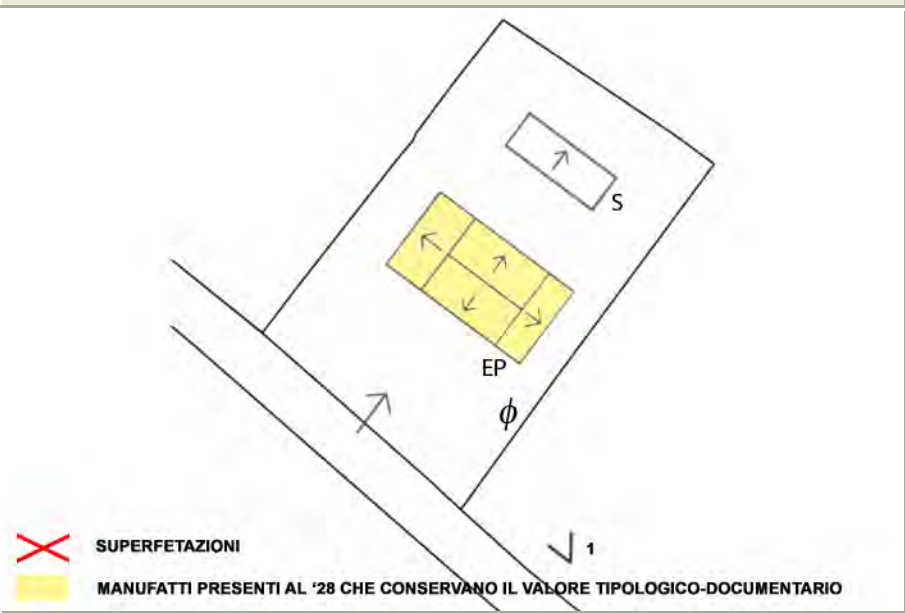 S
EP
ϕ
1
SUPERFETAZIONI
MANUFATTI PRESENTI AL '28 CHE CONSERVANO IL VALORE TIPOLOGICO-DOCUMENTARIO